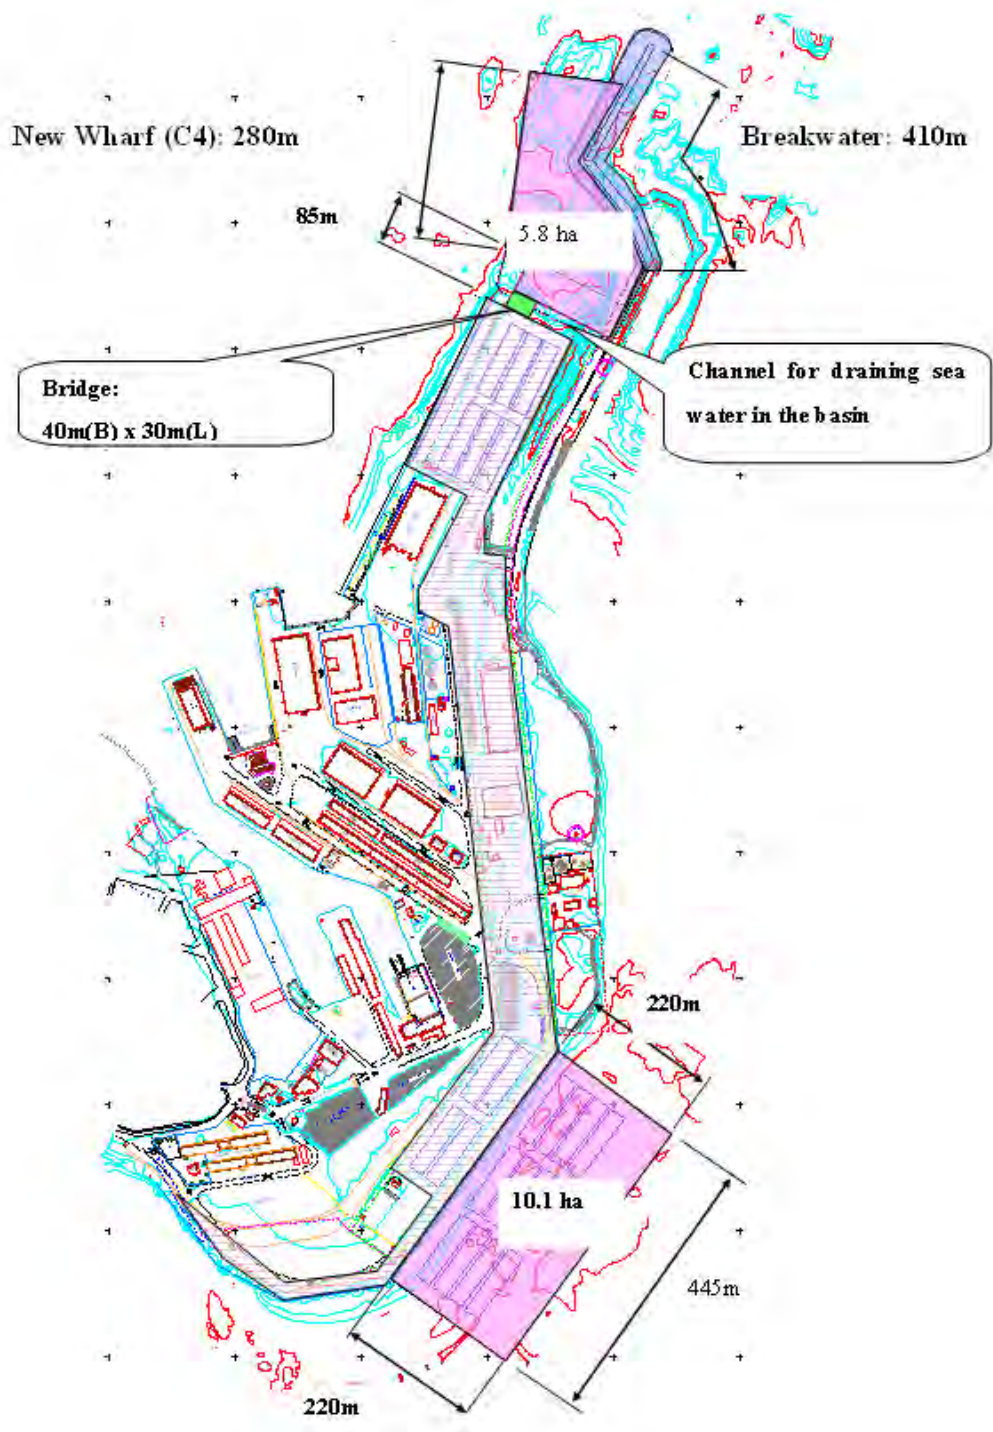 New Wharf (C4): 280m
Breakwater: 410m
85m
5.8 ha
Bridge:
40m(B) x 30m(L)
Channel for draining sea
water in the basin
220m
10.1 ha
445m
220m